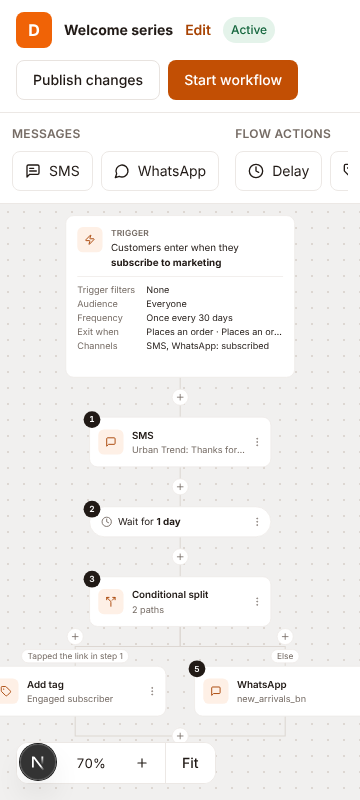 D
Welcome series
Edit
Active
Publish changes
Start workflow
MESSAGES
FLOW ACTIONS
SMS
WhatsApp
Delay
TRIGGER
Customers enter when they
subscribe to marketing
Trigger filters None
Audience Everyone
Frequency Once every 30 days
Exit when Places an order · Places an or...
Channels SMS, WhatsApp: subscribed
1
SMS
Urban Trend: Thanks for...
2
Wait for 1 day
3
Conditional split
2 paths
Tapped the link in step 1
Else
Add tag
Engaged subscriber
5
WhatsApp
new_arrivals_bn
N
70%
Fit